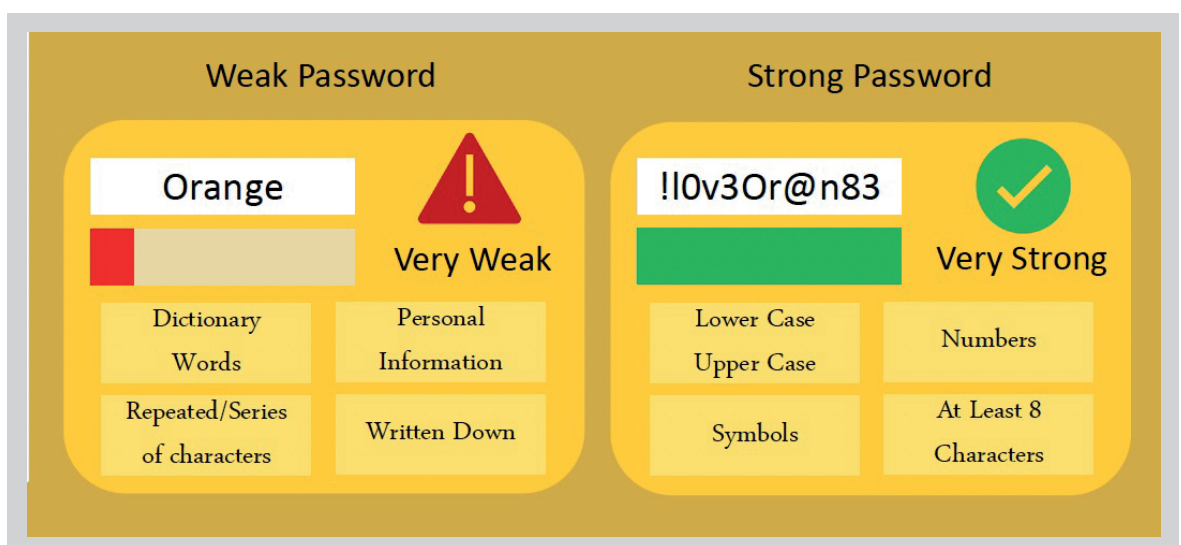 Weak Password
Orange
Very Weak
Dictionary
Words
Personal
Information
Repeated/Series
of characters
Written Down
Strong Password
!l0v3Or@n83
Very Strong
Lower Case
Upper Case
Numbers
Symbols
At Least 8
Characters